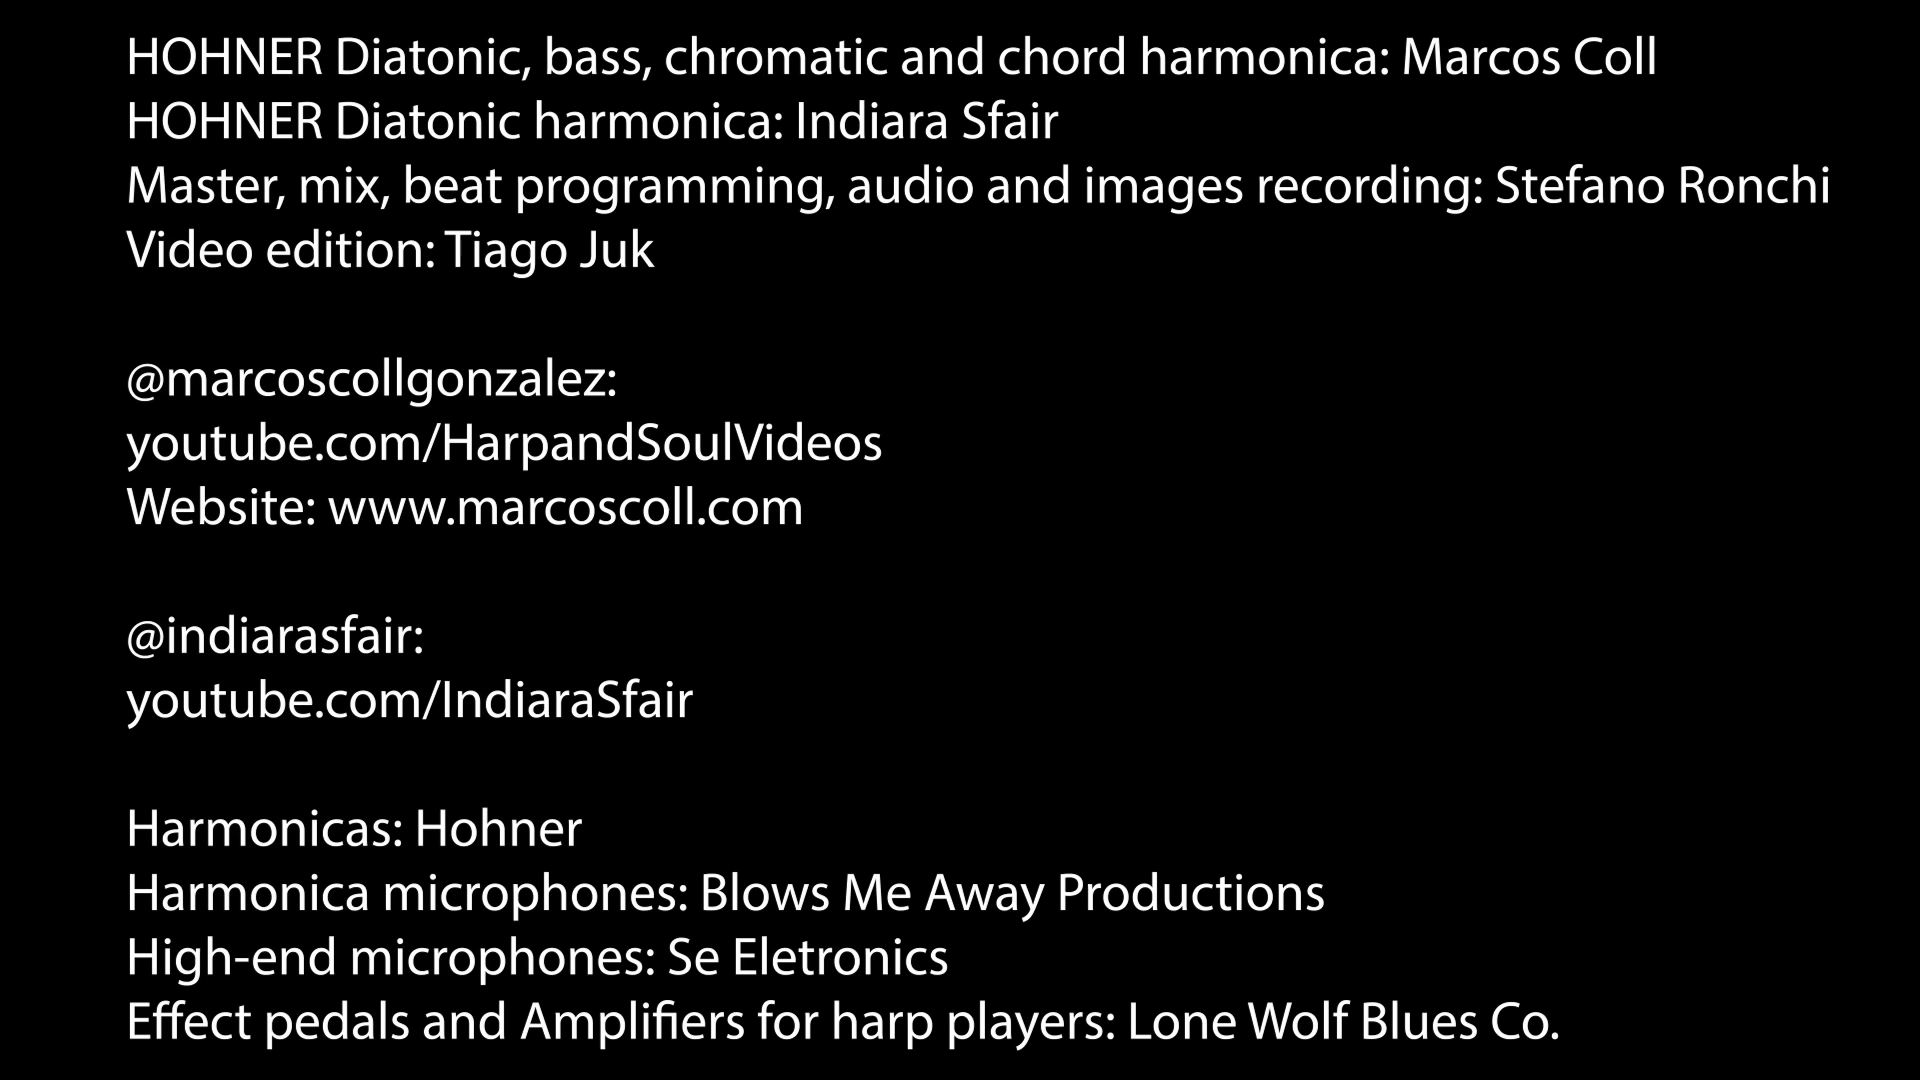 HOHNER Diatonic, bass, chromatic and chord harmonica: Marcos Coll
HOHNER Diatonic harmonica: Indiara Sfair
Master, mix, beat programming, audio and images recording: Stefano Ronchi
Video edition: Tiago Juk
@marcoscollgonzalez:
youtube.com/HarpandSoulVideos
Website: www.marcoscoll.com
@indiarasfair:
youtube.com/IndiaraSfair
Harmonicas: Hohner
Harmonica microphones: Blows Me Away Productions
High-end microphones: Se Eletronics
Effect pedals and Amplifiers for harp players: Lone Wolf Blues Co.